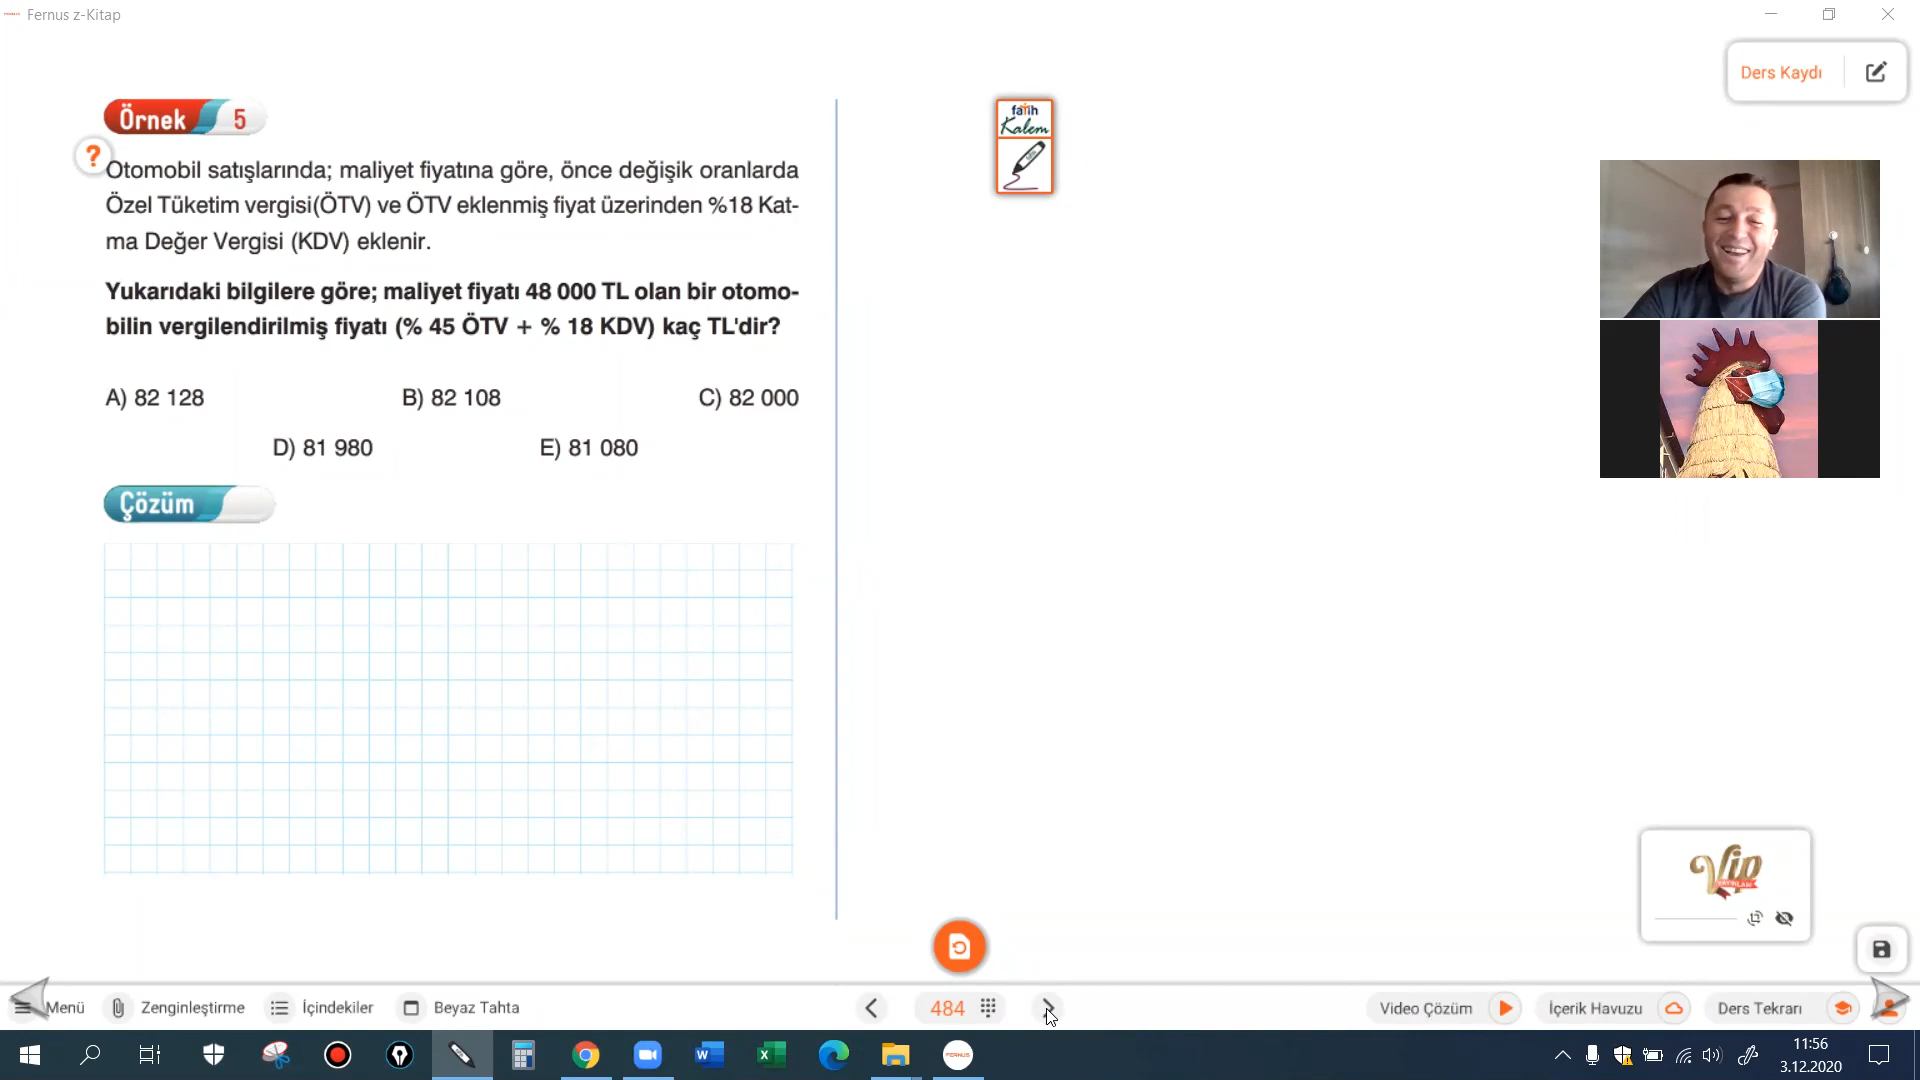 Fernus z-Kitap
Ders Kaydı
Örnek 5
?
Otomobil satışlarında; maliyet fiyatına göre, önce değişik oranlarda
Özel Tüketim vergisi(ÖTV) ve ÖTV eklenmiş fiyat üzerinden %18 Kat-
ma Değer Vergisi (KDV) eklenir.
Yukarıdaki bilgilere göre; maliyet fiyatı 48 000 TL olan bir otomo-
bilin vergilendirilmiş fiyatı (% 45 ÖTV + % 18 KDV) kaç TL'dir?
A) 82 128 B) 82 108 C) 82 000
D) 81 980 E) 81 080
Çözüm
fatih
Kalem
Vip
YAYINLARI
Menü Zenginleştirme İçindekiler Beyaz Tahta 484 Video Çözüm İçerik Havuzu Ders Tekrarı
FERNUS
11:56
3.12.2020